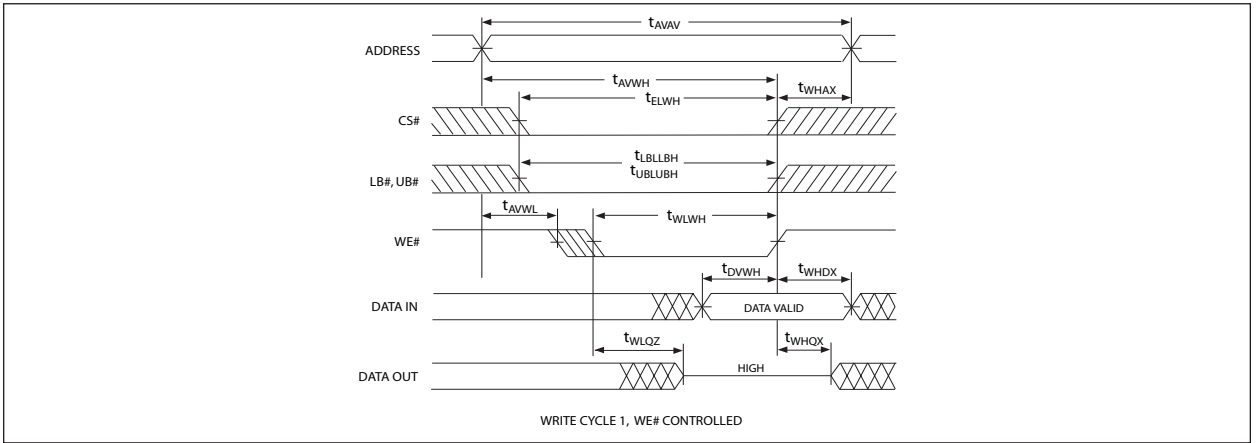 tAVAV
ADDRESS
tAVWH
tWHAX
tELWH
CS#
tLBLLBH
tUBLUBH
LB#, UB#
tAVWL
tWLWH
WE#
tDVWH
tWHDX
DATA IN
DATA VALID
tWLQZ
tWHQX
HIGH
DATA OUT
WRITE CYCLE 1, WE# CONTROLLED